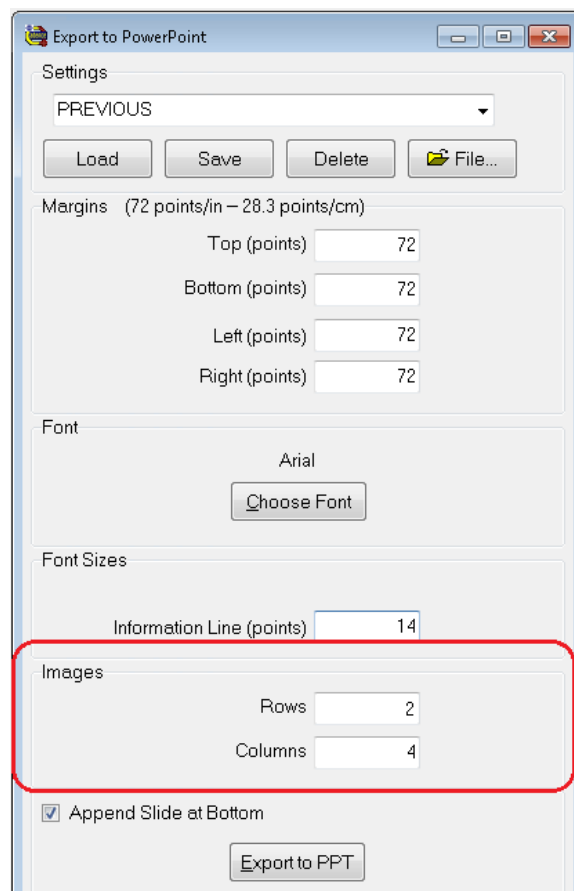 Export to PowerPoint
Settings
PREVIOUS
Load Save Delete File...
Margins (72 points/in – 28.3 points/cm)
Top (points) 72
Bottom (points) 72
Left (points) 72
Right (points) 72
Font
Arial
Choose Font
Font Sizes
Information Line (points) 14
Images
Rows 2
Columns 4
Append Slide at Bottom
Export to PPT